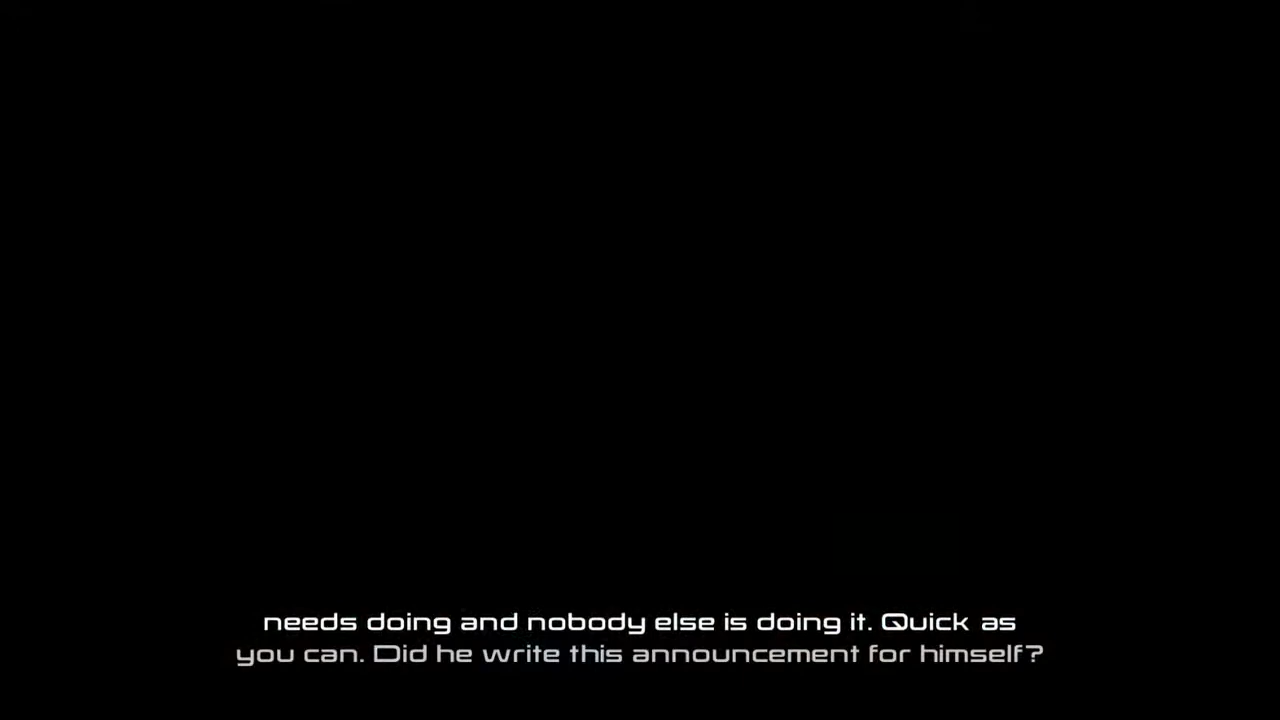 needs doing and nobody else is doing it. Quick as
you can. Did he write this announcement for himself?